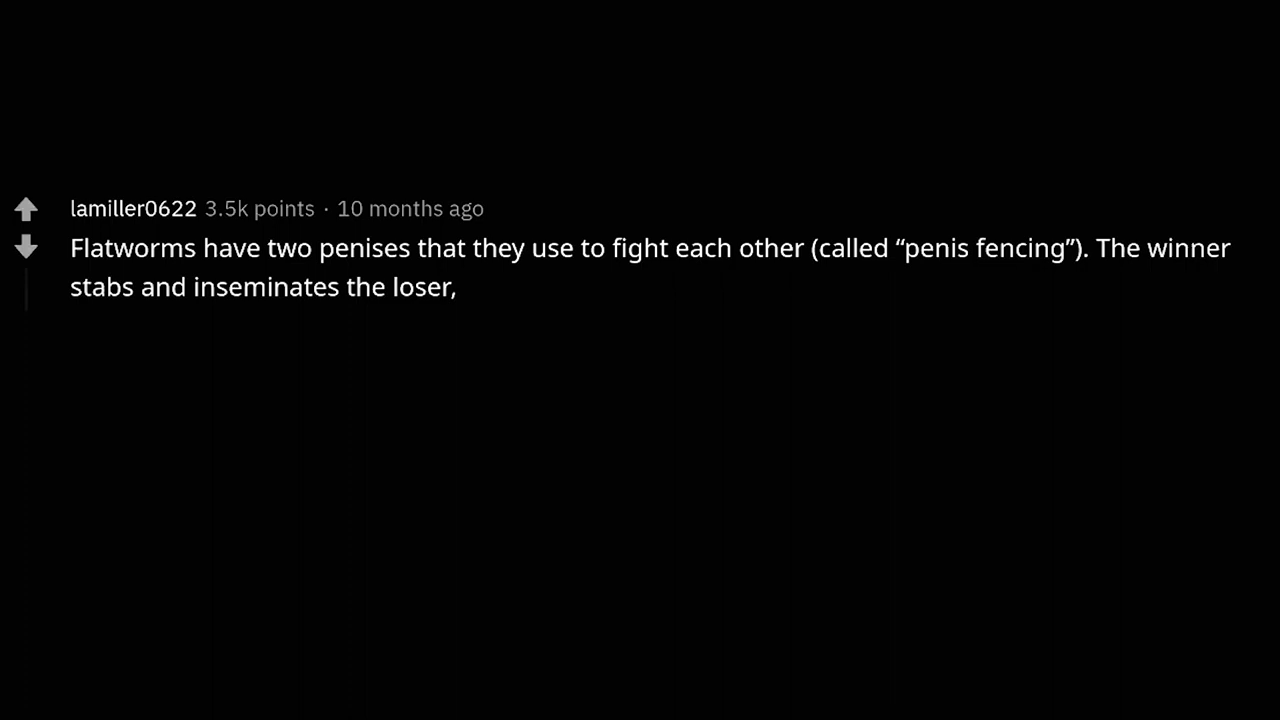 lamiller0622 3.5k points · 10 months ago
Flatworms have two penises that they use to fight each other (called “penis fencing”). The winner
stabs and inseminates the loser,